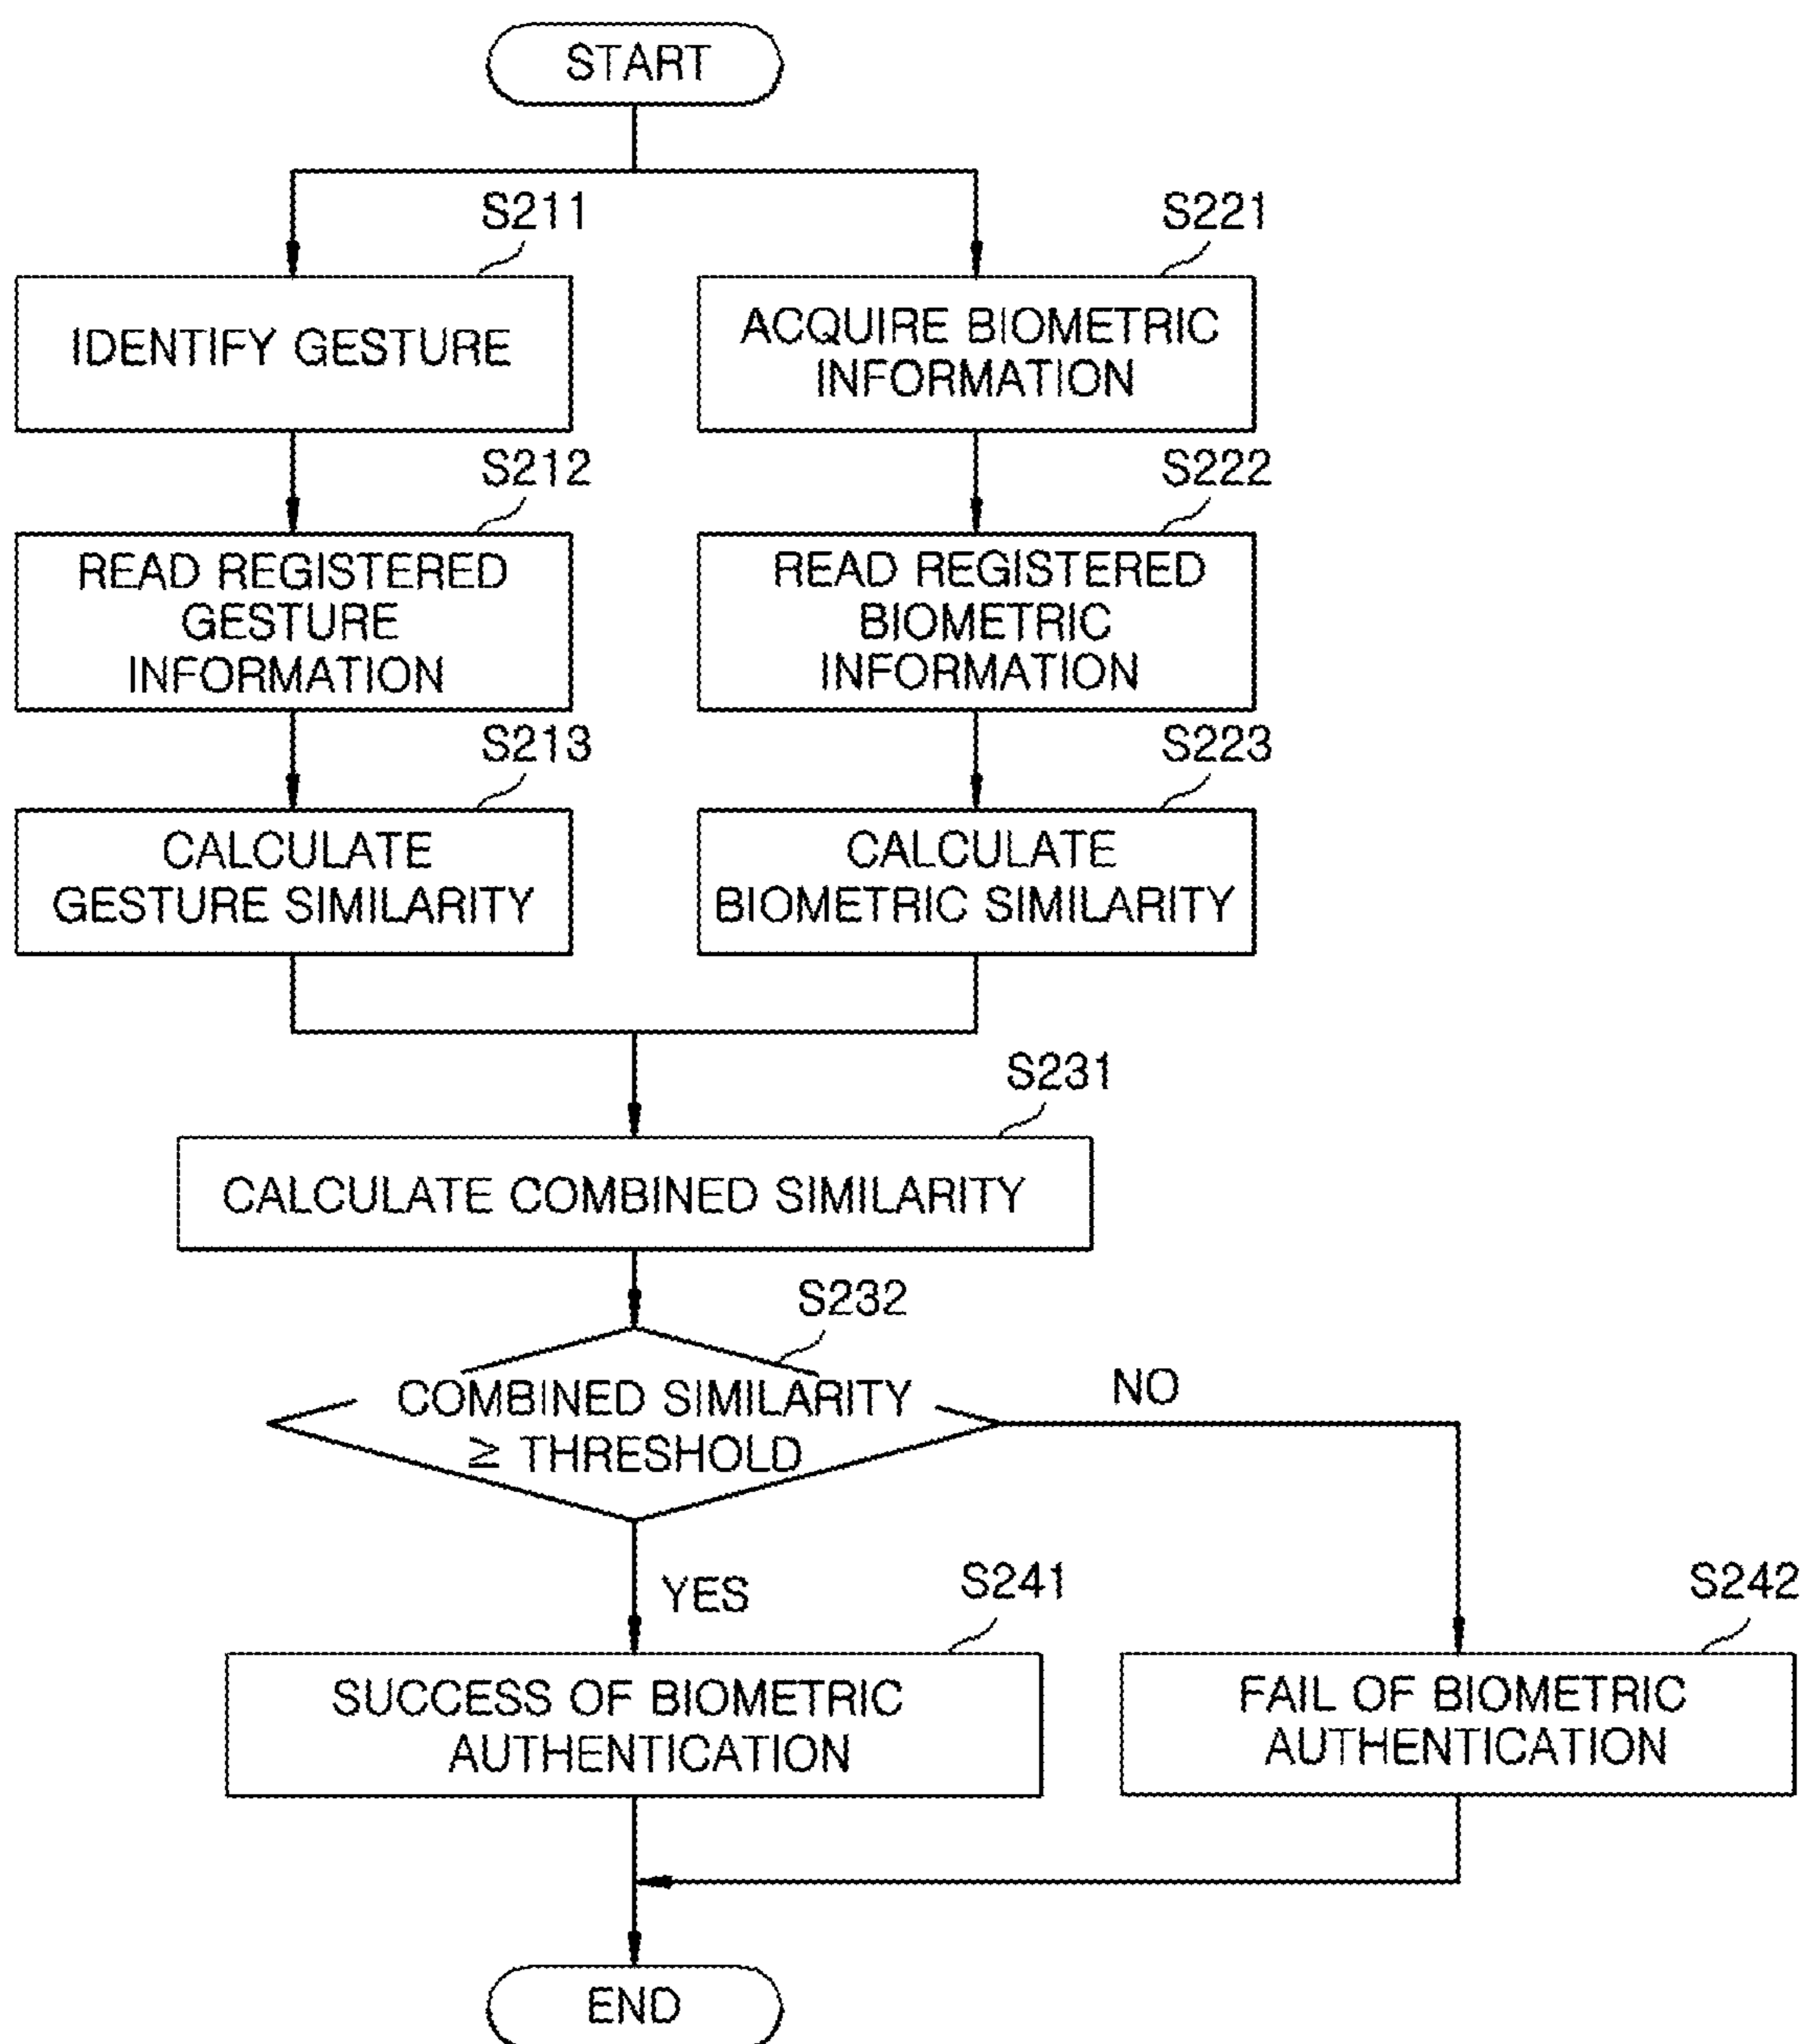 START
S211
S221
IDENTIFY GESTURE
ACQUIRE BIOMETRIC
INFORMATION
S212
S222
READ REGISTERED
GESTURE
INFORMATION
READ REGISTERED
BIOMETRIC
INFORMATION
S213
S223
CALCULATE
GESTURE SIMILARITY
CALCULATE
BIOMETRIC SIMILARITY
S231
CALCULATE COMBINED SIMILARITY
S232
COMBINED SIMILARITY
≥ THRESHOLD
NO
YES
S241
S242
SUCCESS OF BIOMETRIC
AUTHENTICATION
FAIL OF BIOMETRIC
AUTHENTICATION
END